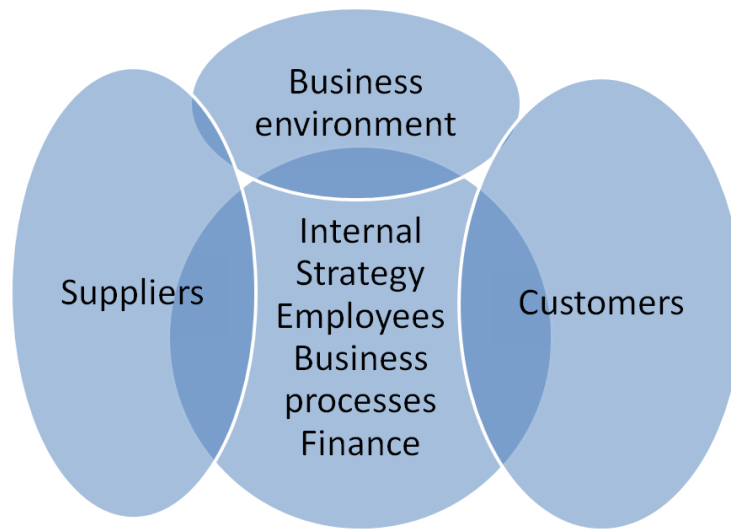 Business
environment
Suppliers
Internal
Strategy
Employees
Business
processes
Finance
Customers